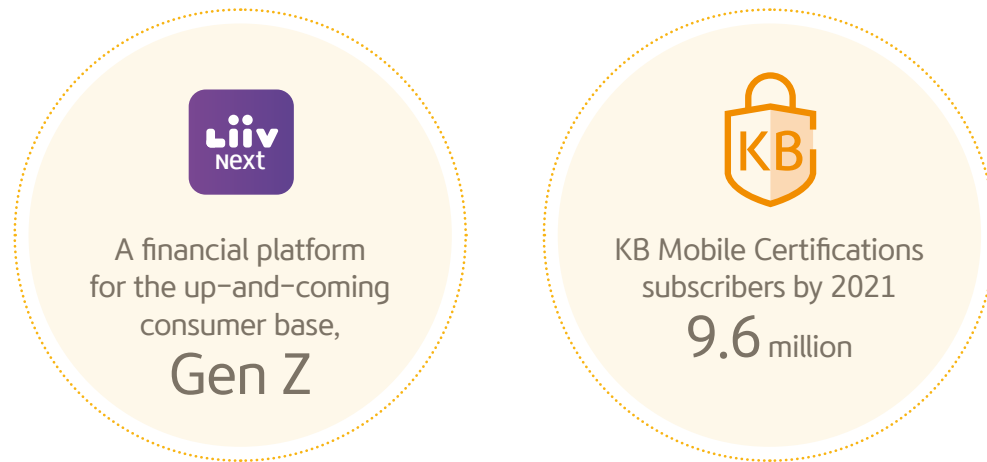 Liiv
Next
A financial platform
for the up-and-coming
consumer base,
Gen Z
KB
KB Mobile Certifications
subscribers by 2021
9.6 million